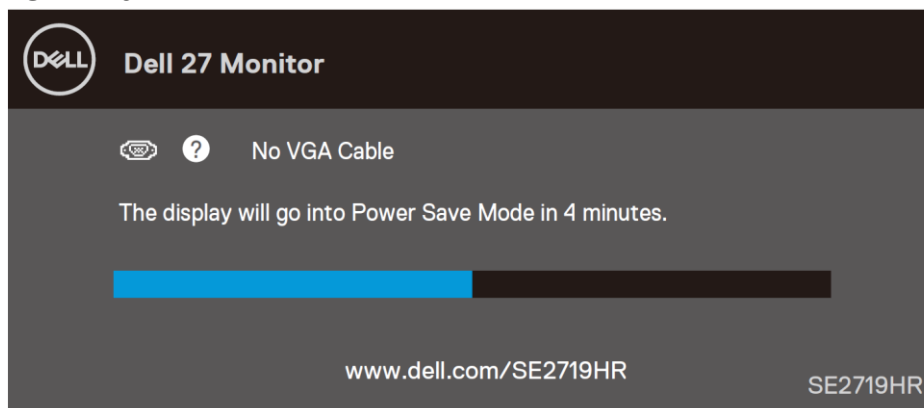 DELL
Dell 27 Monitor
? No VGA Cable
The display will go into Power Save Mode in 4 minutes.
www.dell.com/SE2719HR
SE2719HR